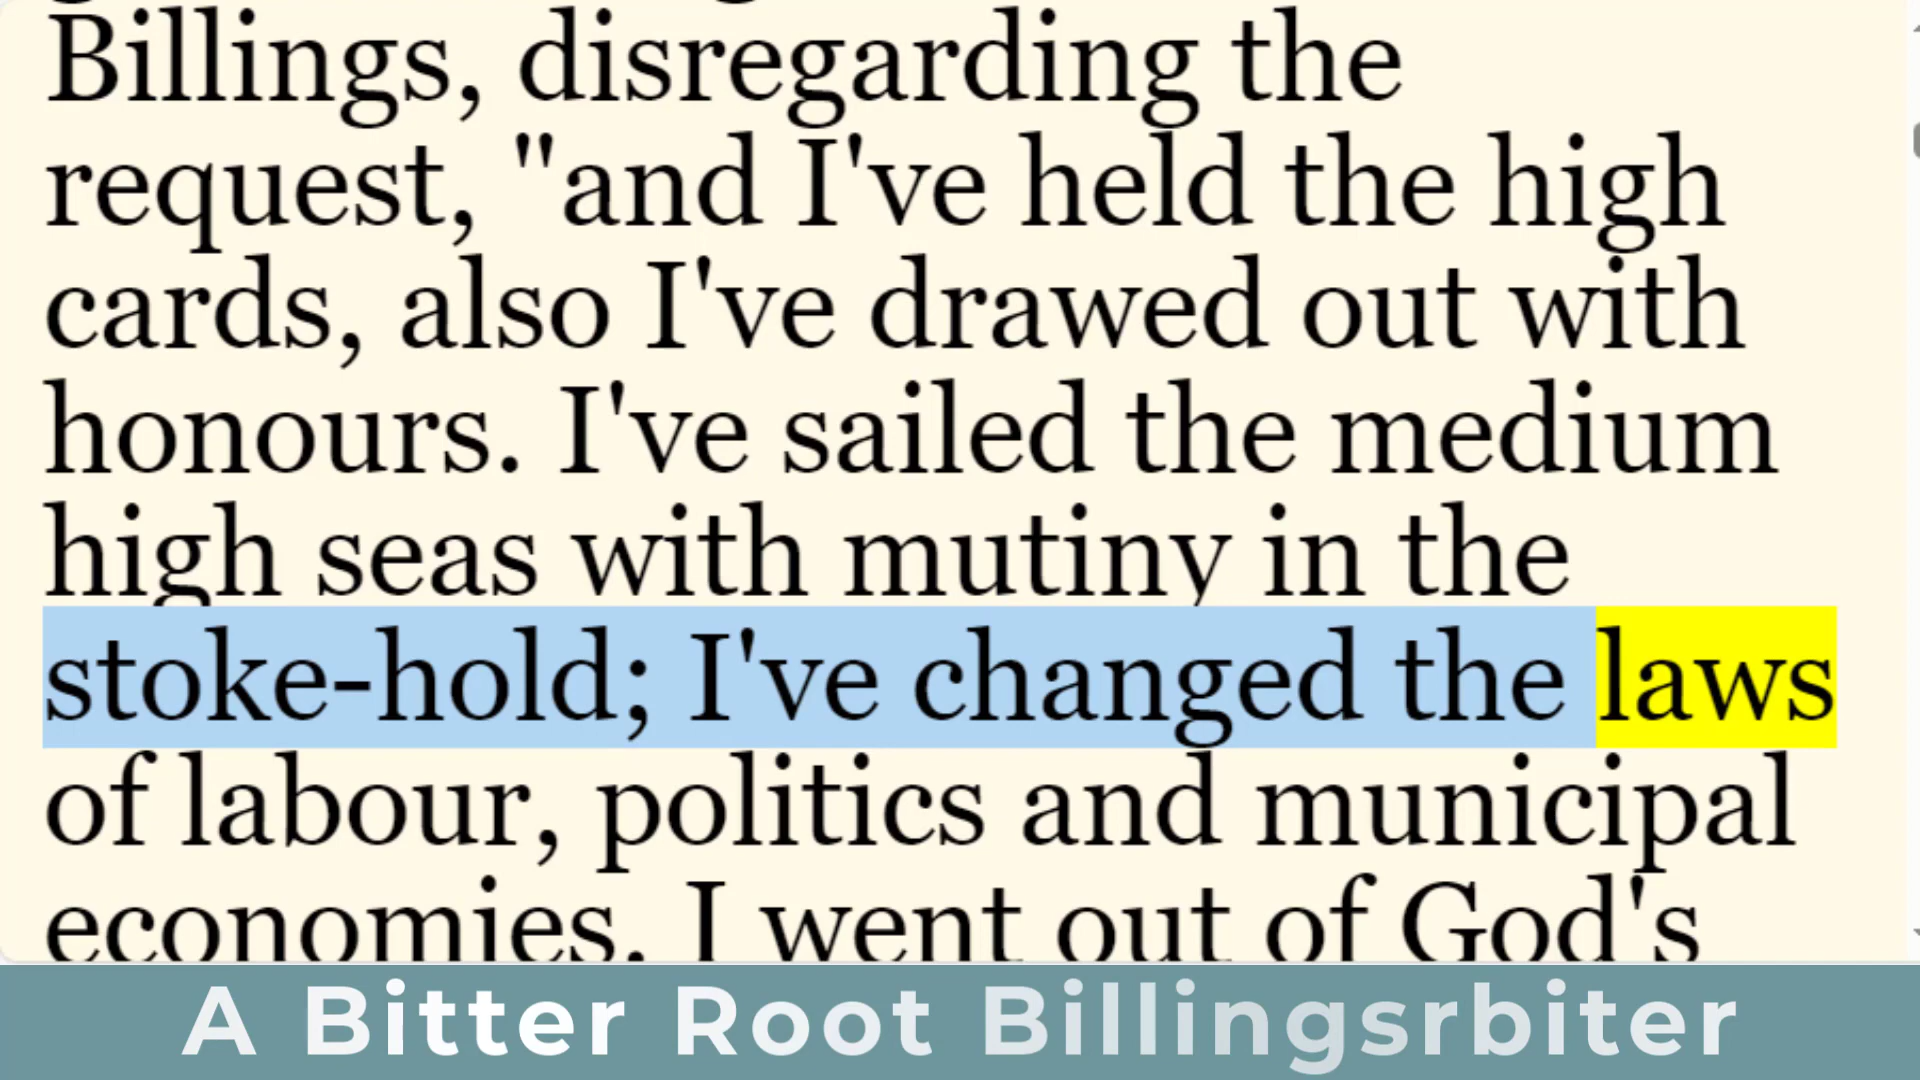 Billings, disregarding the
request, "and I've held the high
cards, also I've drawed out with
honours. I've sailed the medium
high seas with mutiny in the
stoke-hold; I've changed the laws
of labour, politics and municipal
economies. I went out of God's
A Bitter Root Billingsrbiter